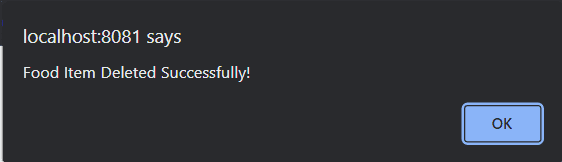 localhost:8081 says
Food Item Deleted Successfully!
OK